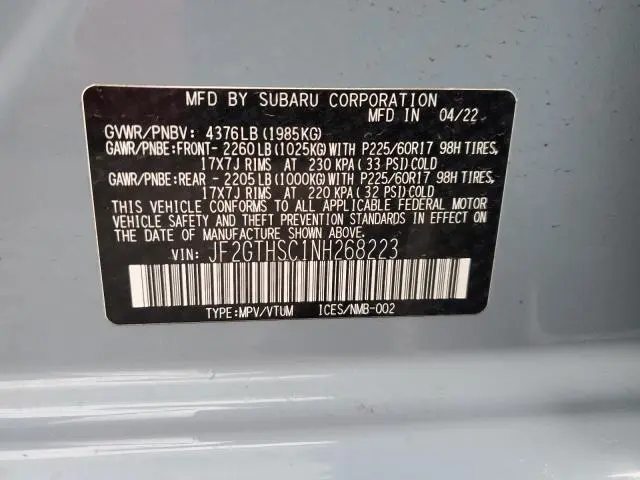 MFD BY SUBARU CORPORATION
MFD IN 04/22
GVWR/PNBV: 4376LB(1985KG)
GAWR/PNBE:FRONT- 2260LB(1025KG)WITH P225/60R17 98H TIRES,
17X7J RIMS AT 230 KPA(33 PSI)COLD
GAWR/PNBE:REAR - 2205LB(1000KG)WITH P225/60R17 98H TIRES,
17X7J RIMS AT 220 KPA(32 PSI)COLD
THIS VEHICLE CONFORMS TO ALL APPLICABLE FEDERAL MOTOR
VEHICLE SAFETY AND THEFT PREVENTION STANDARDS IN EFFECT
ON THE DATE OF MANUFACTURE SHOWN ABOVE.
VIN: JF2GTHSC1NH268223
TYPE:MPV/VTUM ICES/NMB-002